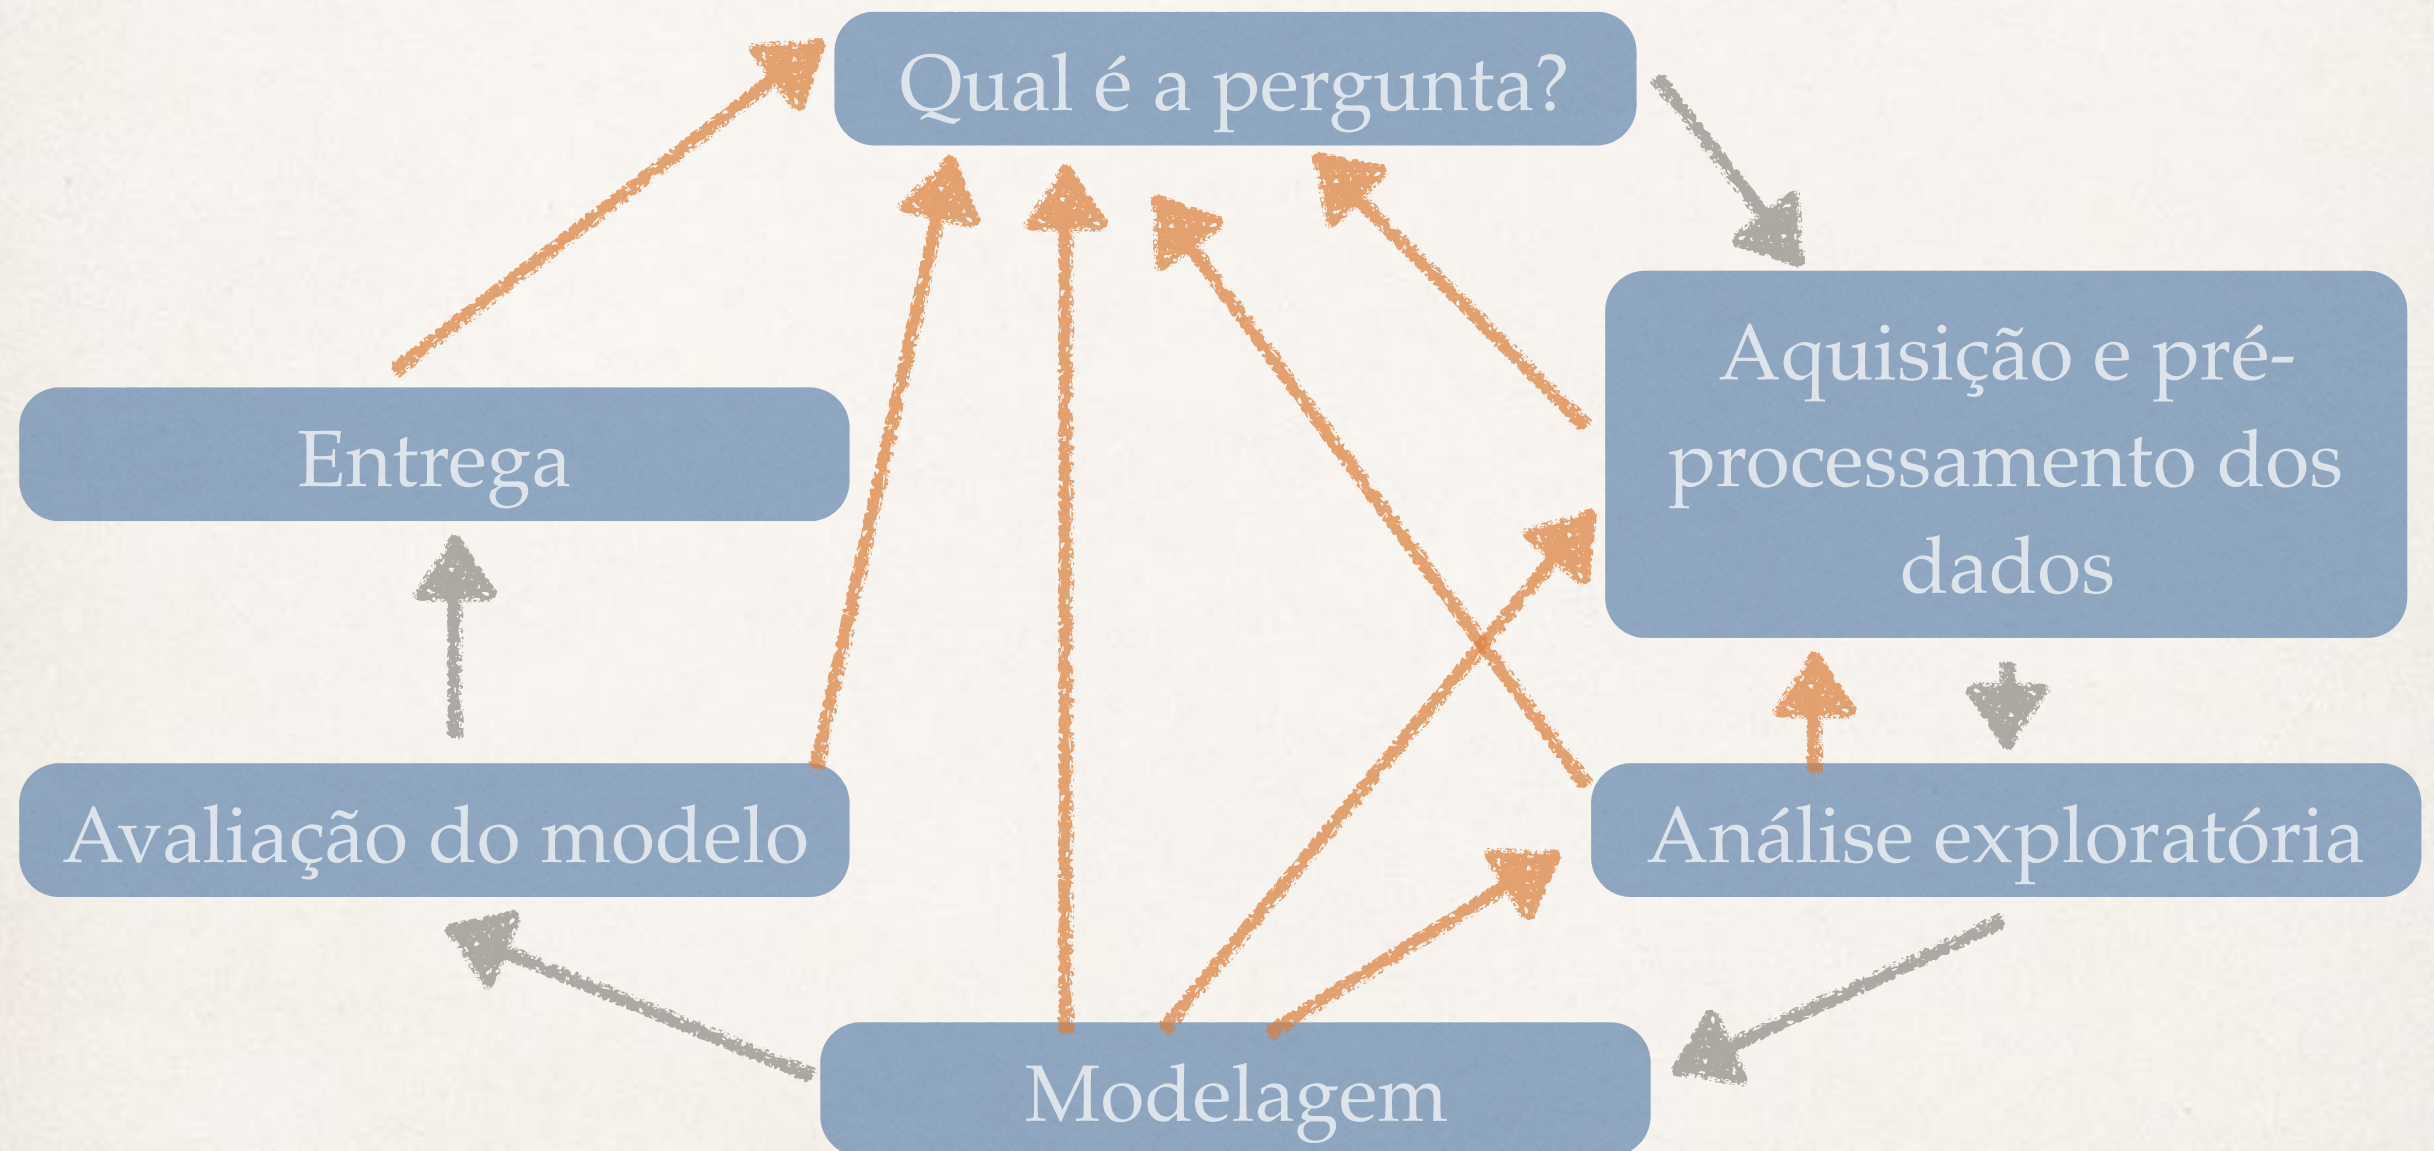 Qual é a pergunta?
Aquisição e pré-
processamento dos
dados
Entrega
Avaliação do modelo
Análise exploratória
Modelagem